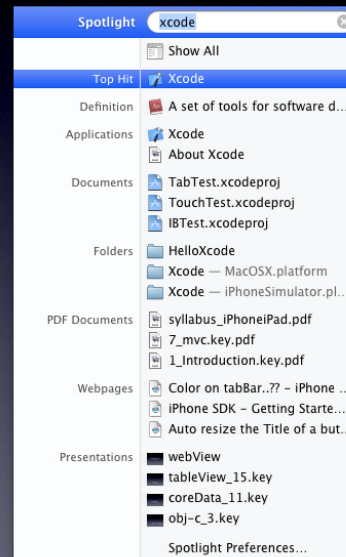 Spotlight xcode
Show All
Top Hit Xcode
Definition A set of tools for software d...
Applications Xcode
About Xcode
Documents TabTest.xcodeproj
TouchTest.xcodeproj
IBTest.xcodeproj
Folders HelloXcode
Xcode — MacOSX.platform
Xcode — iPhoneSimulator.pl...
PDF Documents syllabus_iPhoneiPad.pdf
7_mvc.key.pdf
1_Introduction.key.pdf
Webpages Color on tabBar..?? – iPhone ...
iPhone SDK – Getting Starte...
Auto resize the Title of a but...
Presentations webView
tableView_15.key
coreData_11.key
obj-c_3.key
Spotlight Preferences...